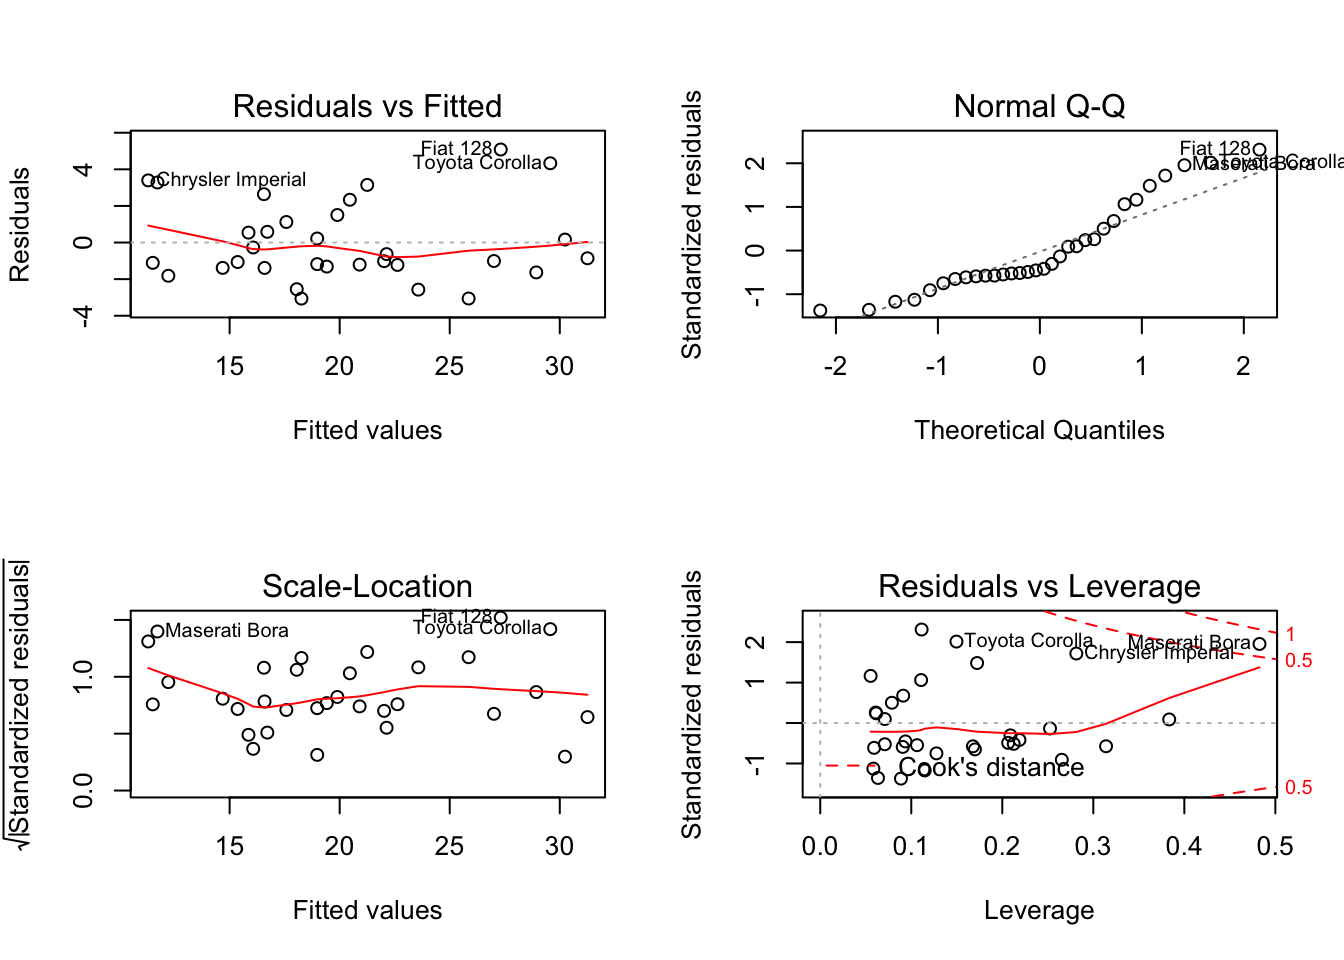 Residuals vs Fitted
Residuals
4
0
-4
Fiat 128
Toyota Corolla
Chrysler Imperial
15 20 25 30
Fitted values
Normal Q-Q
Standardized residuals
2
1
0
-1
Fiat 128
Toyota Corolla
Maserati Bora
-2 -1 0 1 2
Theoretical Quantiles
Scale-Location
√|Standardized residuals|
1.0
0.0
Fiat 128
Toyota Corolla
Maserati Bora
15 20 25 30
Fitted values
Residuals vs Leverage
Standardized residuals
2
1
-1
Toyota Corolla
Maserati Bora
Chrysler Imperial
1
0.5
0.5
Cook's distance
0.0 0.1 0.2 0.3 0.4 0.5
Leverage